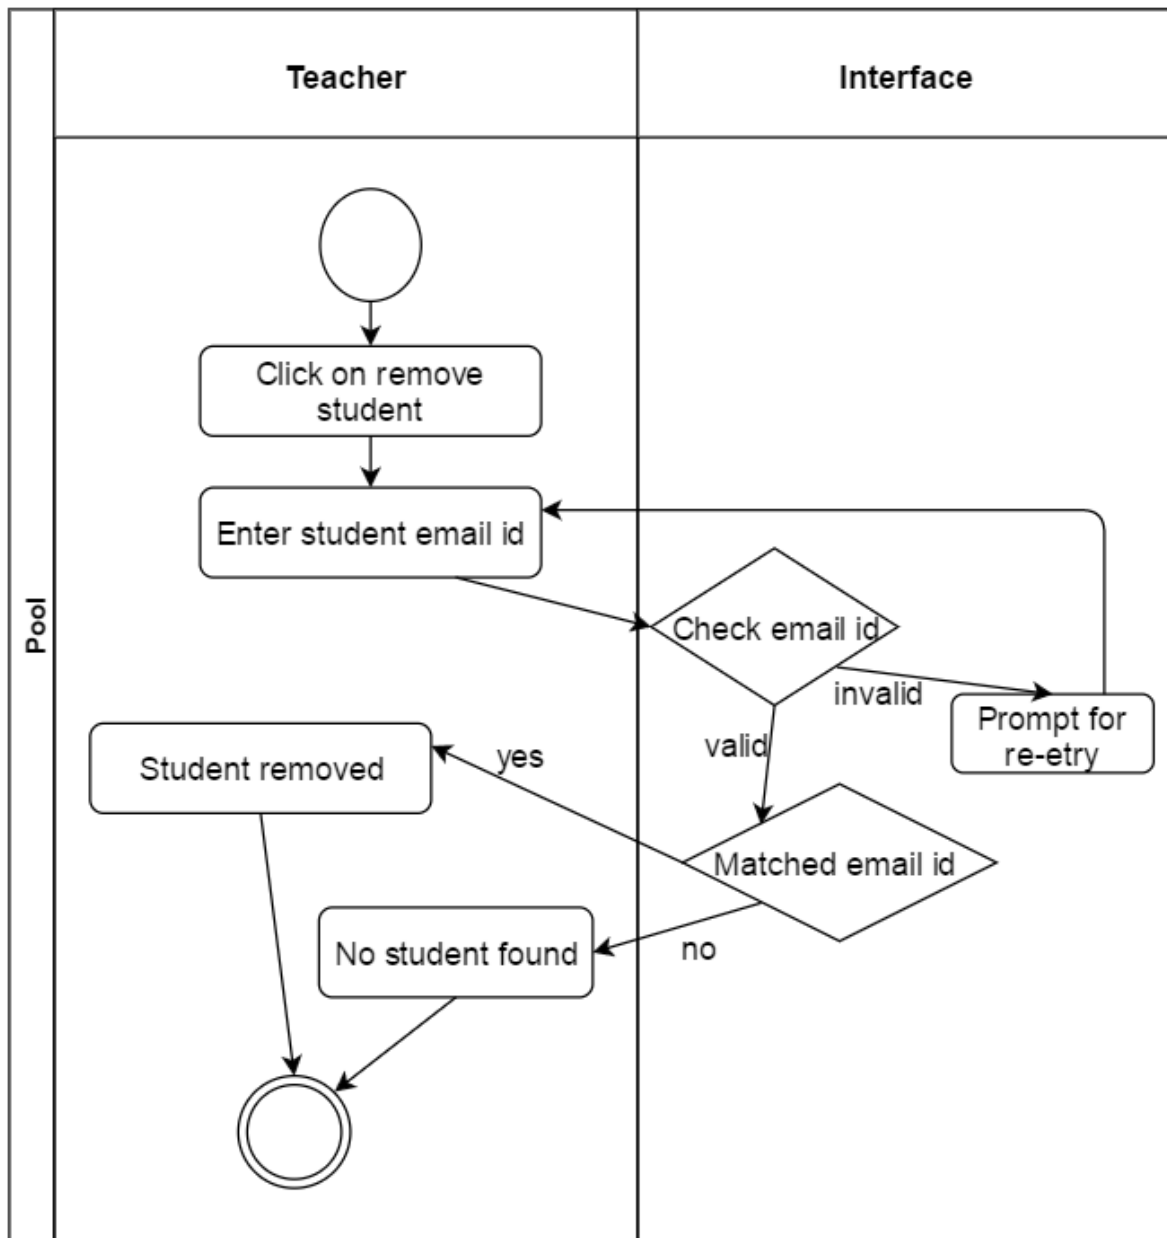 Teacher
Interface
Pool
Click on remove
student
Enter student email id
Check email id
invalid
Prompt for
re-etry
valid
yes
Student removed
Matched email id
no
No student found